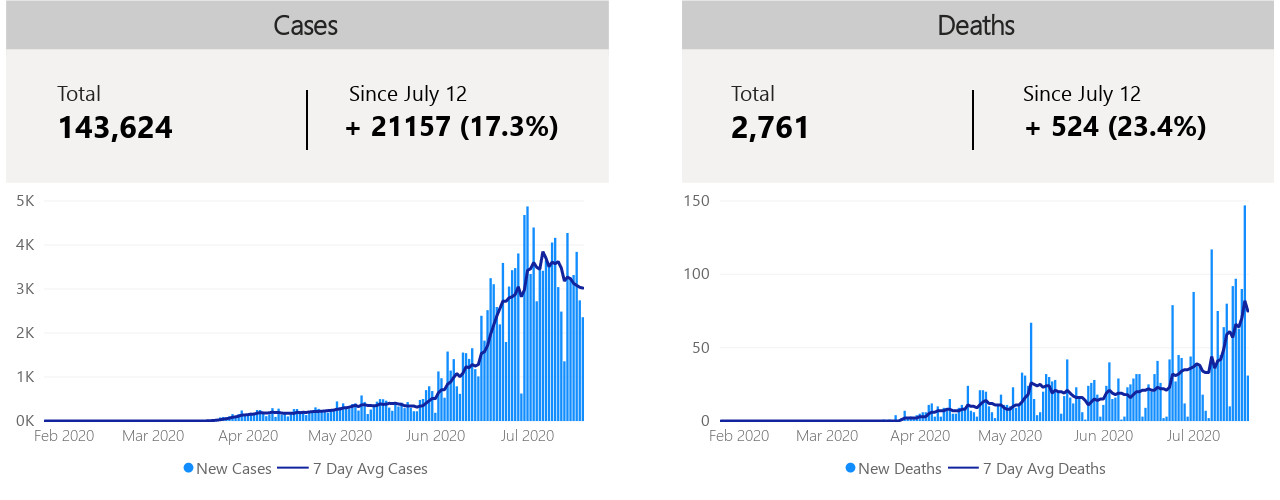 Cases
Total
143,624
Since July 12
+ 21157 (17.3%)
5K
4K
3K
2K
1K
0K
Feb 2020 Mar 2020 Apr 2020 May 2020 Jun 2020 Jul 2020
New Cases 7 Day Avg Cases
Deaths
Total
2,761
Since July 12
+ 524 (23.4%)
150
100
50
0
Feb 2020 Mar 2020 Apr 2020 May 2020 Jun 2020 Jul 2020
New Deaths 7 Day Avg Deaths